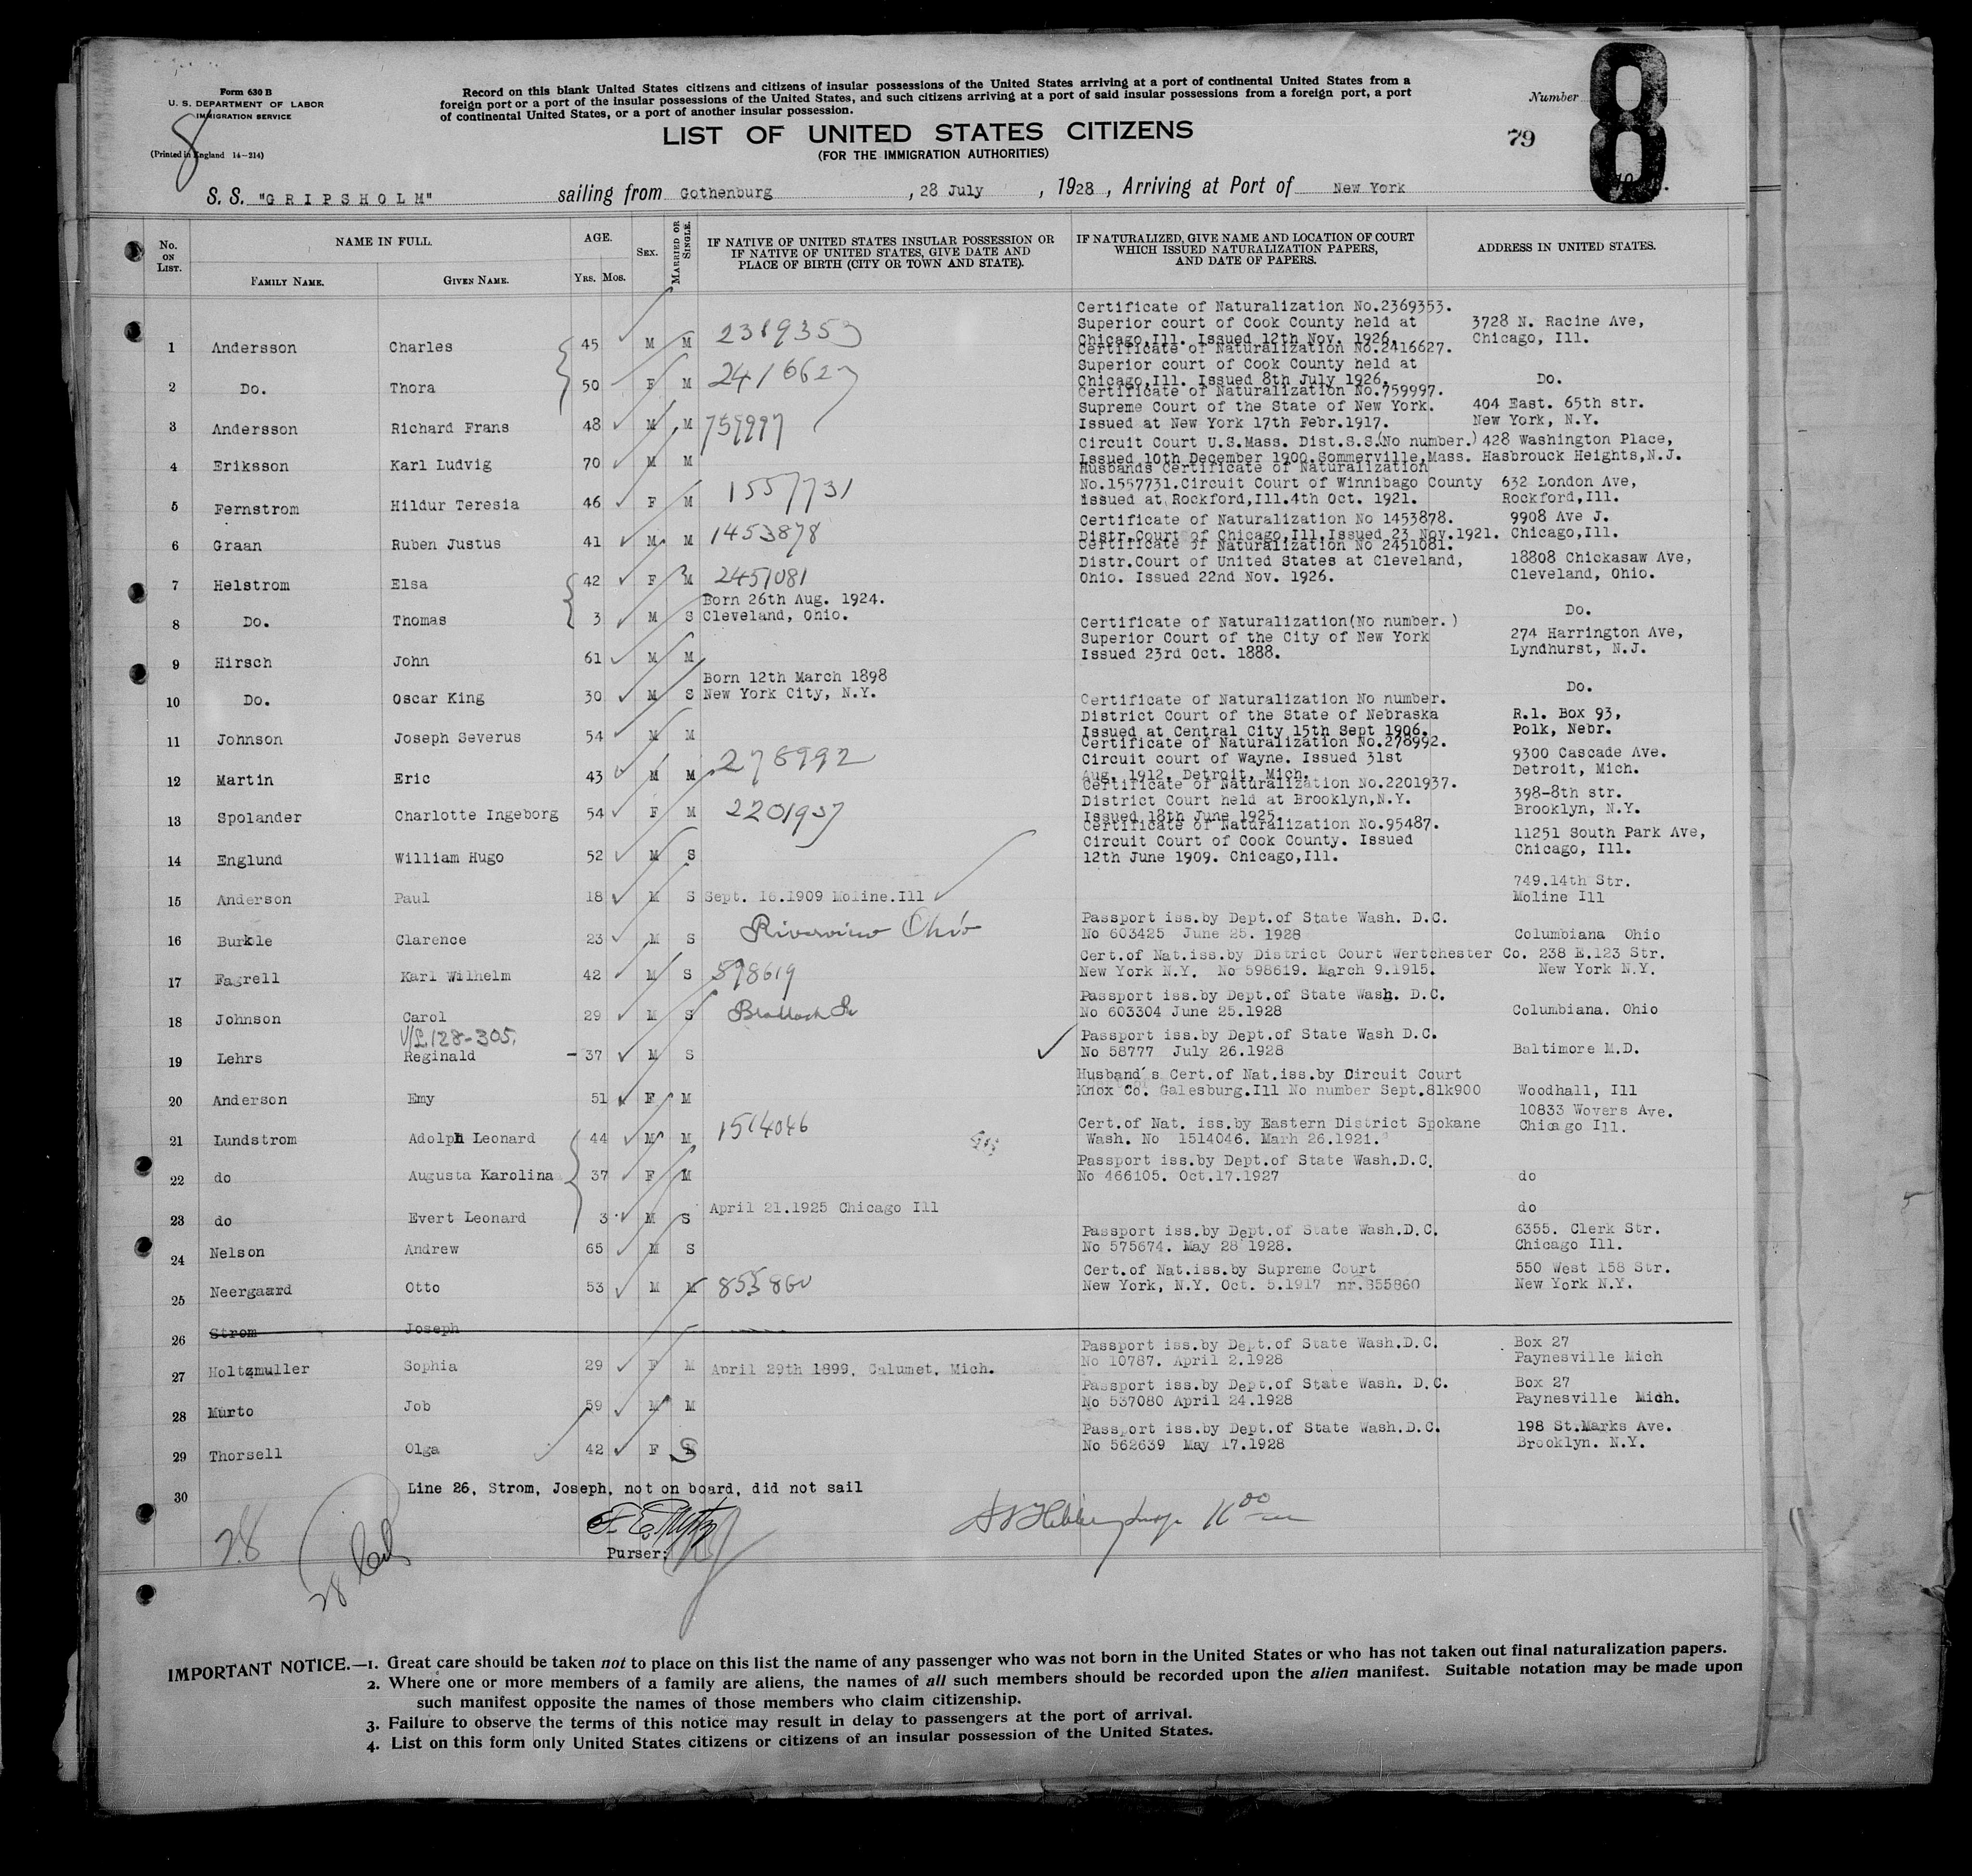 Form 630 B
U. S. DEPARTMENT OF LABOR
IMMIGRATION SERVICE
(Printed in England 14-214)
8
Record on this blank United States citizens and citizens of insular possessions of the United States arriving at a port of continental United States from a
foreign port or a port of the insular possessions of the United States, and such citizens arriving at a port of said insular possessions from a foreign port, a port
of continental United States, or a port of another insular possession.
LIST OF UNITED STATES CITIZENS
(FOR THE IMMIGRATION AUTHORITIES)
Number 8
79
S. S. "GRIPSHOLM" sailing from Gothenburg, 28 July, 1928, Arriving at Port of New York
No. ON LIST.
NAME IN FULL.
FAMILY NAME.
GIVEN NAME.
AGE.
YRS. MOS.
SEX.
MARRIED OR SINGLE.
IF NATIVE OF UNITED STATES INSULAR POSSESSION OR
IF NATIVE OF UNITED STATES, GIVE DATE AND
PLACE OF BIRTH (CITY OR TOWN AND STATE).
IF NATURALIZED, GIVE NAME AND LOCATION OF COURT
WHICH ISSUED NATURALIZATION PAPERS,
AND DATE OF PAPERS.
ADDRESS IN UNITED STATES.
Certificate of Naturalization No.2369353.
Superior court of Cook County held at 3728 N. Racine Ave,
1 Andersson Charles 45 M M 2369353 Chicago,Ill. Issued 12th Nov. 1926. Chicago, Ill.
Certificate of Naturalization No.2416627.
Superior court of Cook County held at
2 Do. Thora 50 F M 2416627 Chicago,Ill. Issued 8th July 1926. Do.
Certificate of Naturalization No.759997.
Supreme Court of the State of New York. 404 East. 65th str.
3 Andersson Richard Frans 48 M M 759997 Issued at New York 17th Febr.1917. New York, N.Y.
Circuit Court U.S.Mass. Dist.S.S.(No number.) 428 Washington Place,
4 Eriksson Karl Ludvig 70 M M Issued 10th December 1900.Sommerville,Mass. Hasbrouck Heights,N.J.
Husbands Certificate of Naturalization
No.1557731.Circuit Court of Winnibago County 632 London Ave,
5 Fernstrom Hildur Teresia 46 F M 1557731 issued at Rockford,Ill.4th Oct. 1921. Rockford,Ill.
Certificate of Naturalization No 1453878. 9908 Ave J.
6 Graan Ruben Justus 41 M M 1453878 Distr.Court of Chicago,Ill.Issued 23 Nov.1921. Chicago,Ill.
Certificate of Naturalization No 2451081.
Distr.Court of United States at Cleveland, 18808 Chickasaw Ave,
7 Helstrom Elsa 42 F M 2451081 Ohio. Issued 22nd Nov. 1926. Cleveland, Ohio.
Born 26th Aug. 1924.
8 Do. Thomas 3 M S Cleveland, Ohio. Do.
Certificate of Naturalization(No number.)
Superior Court of the City of New York 274 Harrington Ave,
9 Hirsch John 61 M M Issued 23rd Oct. 1888. Lyndhurst, N.J.
Born 12th March 1898
10 Do. Oscar King 30 M S New York City, N.Y. Do.
Certificate of Naturalization No number.
District Court of the State of Nebraska R.1. Box 93,
11 Johnson Joseph Severus 54 M M Issued at Central City 15th Sept 1906. Polk, Nebr.
Certificate of Naturalization No.278992.
Circuit court of Wayne. Issued 31st 9300 Cascade Ave.
12 Martin Eric 43 M M 278992 Aug. 1912. Detroit, Mich. Detroit, Mich.
Certificate of Naturalization No.2201937.
District Court held at Brooklyn,N.Y. 398-8th str.
13 Spolander Charlotte Ingeborg 54 F M 2201937 Issued 18th June 1925. Brooklyn, N.Y.
Certificate of Naturalization No.95487.
Circuit Court of Cook County. Issued 11251 South Park Ave,
14 Englund William Hugo 52 M S 12th June 1909. Chicago,Ill. Chicago, Ill.
749.14th Str.
15 Anderson Paul 18 M S Sept. 16.1909 Moline.Ill Moline Ill
Passport iss.by Dept.of State Wash. D.C.
16 Burkle Clarence 23 M S Riverview Ohio No 603425 June 25. 1928 Columbiana Ohio
Cert.of Nat.iss.by District Court Wertchester Co. 238 E.123 Str.
17 Fagrell Karl Wilhelm 42 M S 598619 New York N.Y. No 598619. March 9.1915. New York N.Y.
Passport iss.by Dept.of State Wash. D.C.
18 Johnson Carol 29 M S No 603304 June 25.1928 Columbiana. Ohio
V/L 128-305. Passport iss.by Dept.of State Wash D.C.
19 Lehrs Reginald - 37 M S No 58777 July 26.1928 Baltimore M.D.
Husband's Cert.of Nat.iss.by Circuit Court
20 Anderson Emy 51 F M Knox Co. Galesburg.Ill No number Sept.81k900 Woodhall, Ill
10833 Wovers Ave.
Cert.of Nat. iss.by Eastern District Spokane Chicago Ill.
21 Lundstrom Adolph Leonard 44 M M 1514046 Wash. No 1514046. Marh 26.1921.
Passport iss.by Dept.of State Wash.D.C.
22 do Augusta Karolina 37 F M No 466105. Oct.17.1927 do
23 do Evert Leonard 3 M S April 21.1925 Chicago Ill do
Passport iss.by Dept.of State Wash.D.C. 6355. Clerk Str.
24 Nelson Andrew 65 M S No 575674. May 28 1928. Chicago Ill.
Cert.of Nat.iss.by Supreme Court 550 West 158 Str.
25 Neergaard Otto 53 M M 855860 New York, N.Y. Oct. 5.1917 nr.855860 New York N.Y.
26 Strom Joseph
Passport iss.by Dept.of State Wash.D.C. Box 27
27 Holtzmuller Sophia 29 F M April 29th 1899. Calumet. Mich. No 10787. April 2.1928 Paynesville Mich
Passport iss.by Dept.of State Wash. D.C. Box 27
28 Murto Job 59 M M No 537080 April 24.1928 Paynesville Mich.
Passport iss.by Dept.of State Wash.D.C. 198 St.Marks Ave.
29 Thorsell Olga 42 F S No 562639 May 17.1928 Brooklyn. N.Y.
30 Line 26, Strom, Joseph, not on board, did not sail
28
28
Purser:
IMPORTANT NOTICE.—1. Great care should be taken not to place on this list the name of any passenger who was not born in the United States or who has not taken out final naturalization papers.
2. Where one or more members of a family are aliens, the names of all such members should be recorded upon the alien manifest. Suitable notation may be made upon
such manifest opposite the names of those members who claim citizenship.
3. Failure to observe the terms of this notice may result in delay to passengers at the port of arrival.
4. List on this form only United States citizens or citizens of an insular possession of the United States.